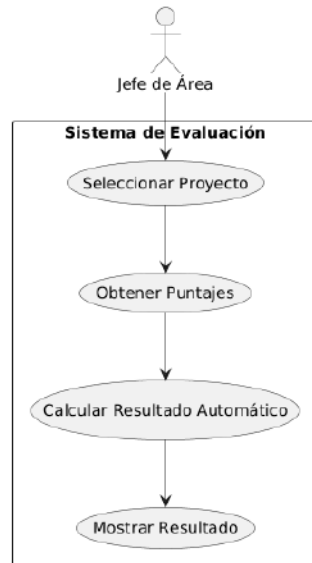 Jefe de Área
Sistema de Evaluación
Seleccionar Proyecto
Obtener Puntajes
Calcular Resultado Automático
Mostrar Resultado